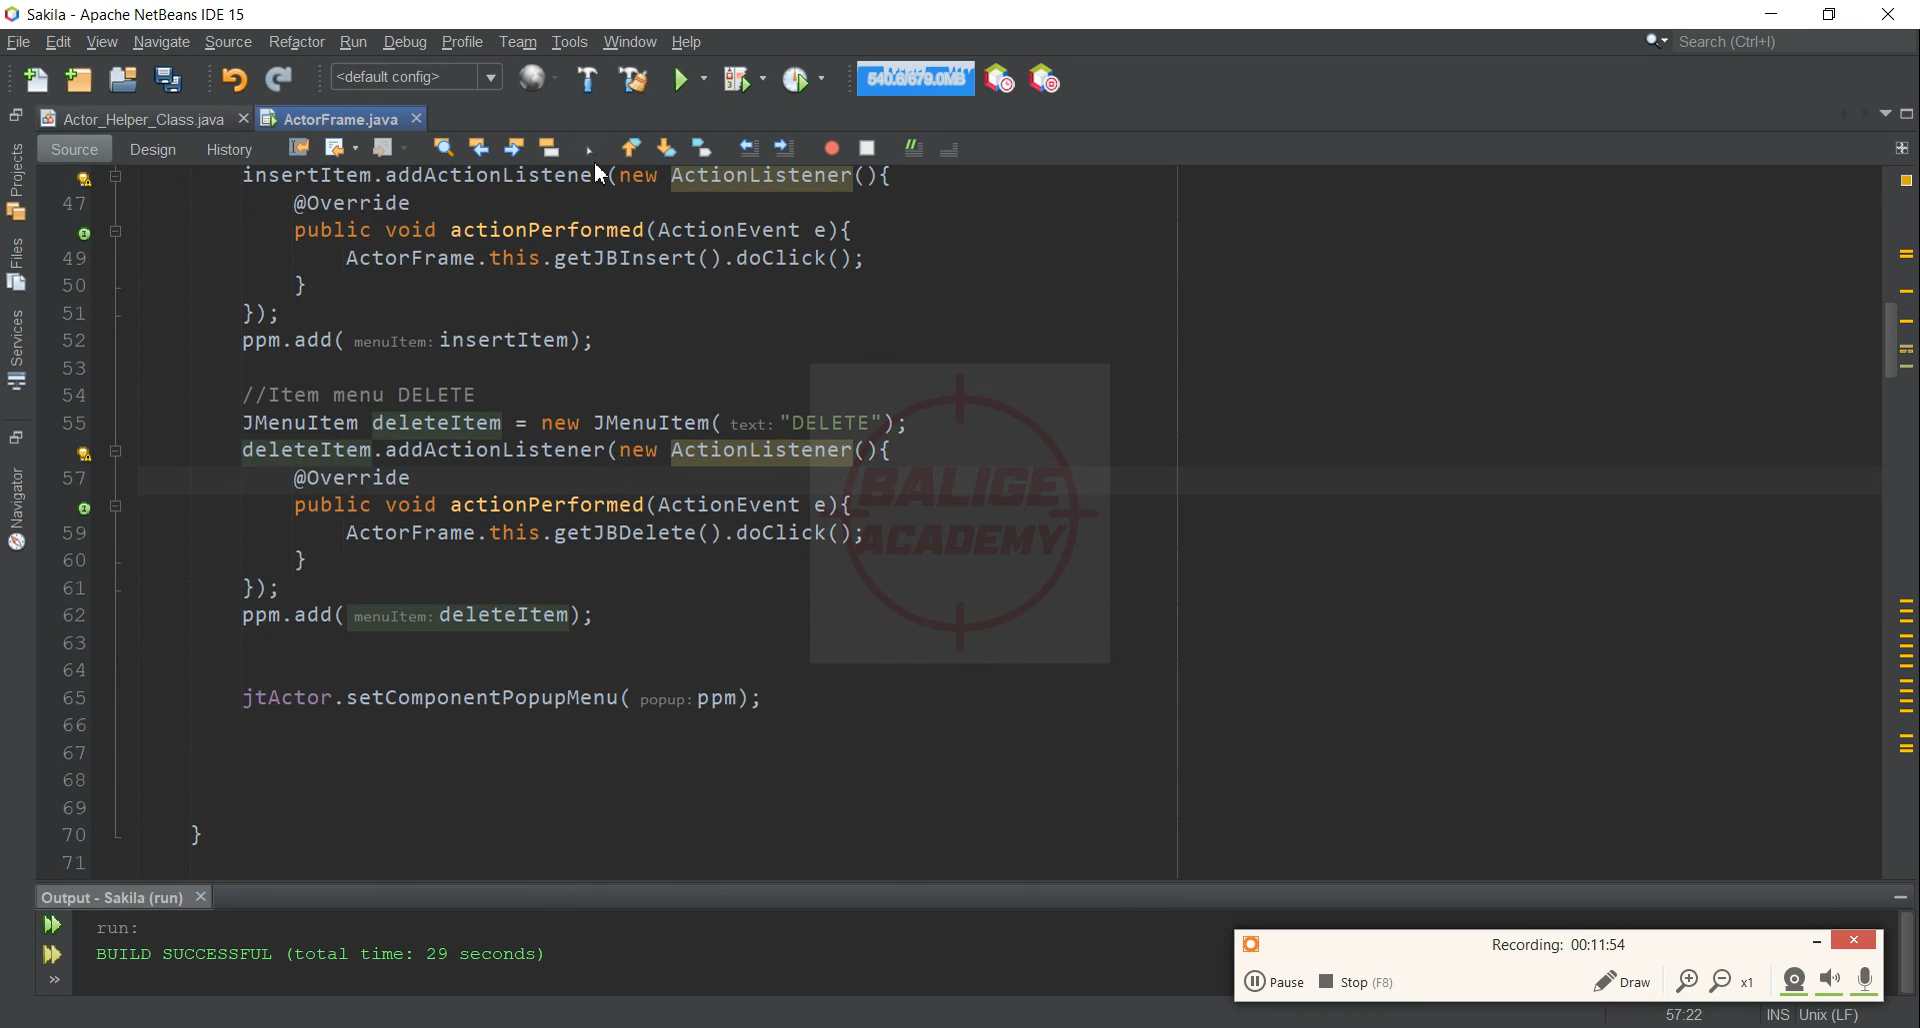 Sakila - Apache NetBeans IDE 15
File Edit View Navigate Source Refactor Run Debug Profile Team Tools Window Help
Search (Ctrl+I)
<default config>
540.6/679.0MB
Actor_Helper_Class.java
ActorFrame.java
Source Design History
Projects
Files
Services
Navigator
insertItem.addActionListener(new ActionListener(){
47 @Override
public void actionPerformed(ActionEvent e){
49 ActorFrame.this.getJBInsert().doClick();
50 }
51 });
52 ppm.add( menuItem: insertItem);
53
54 //Item menu DELETE
55 JMenuItem deleteItem = new JMenuItem( text: "DELETE");
deleteItem.addActionListener(new ActionListener(){
57 @Override
public void actionPerformed(ActionEvent e){
59 ActorFrame.this.getJBDelete().doClick();
60 }
61 });
62 ppm.add( menuItem: deleteItem);
63
64
65 jtActor.setComponentPopupMenu( popup: ppm);
66
67
68
69
70 }
71
BALIGE
ACADEMY
Output - Sakila (run)
run:
BUILD SUCCESSFUL (total time: 29 seconds)
Recording: 00:11:54
Pause Stop (F8) Draw x1
57:22 INS Unix (LF)